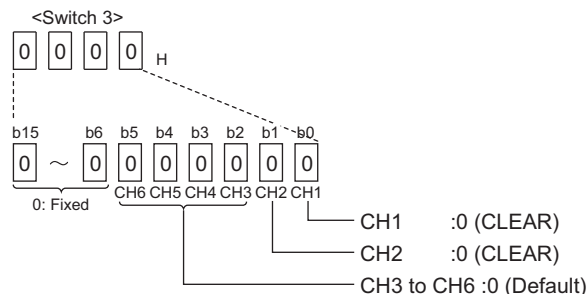 <Switch 3>
0 0 0 0 H
b15 b6 b5 b4 b3 b2 b1 b0
0 ~ 0 0 0 0 0 0 0
0: Fixed CH6 CH5 CH4 CH3 CH2 CH1
CH1 :0 (CLEAR)
CH2 :0 (CLEAR)
CH3 to CH6 :0 (Default)